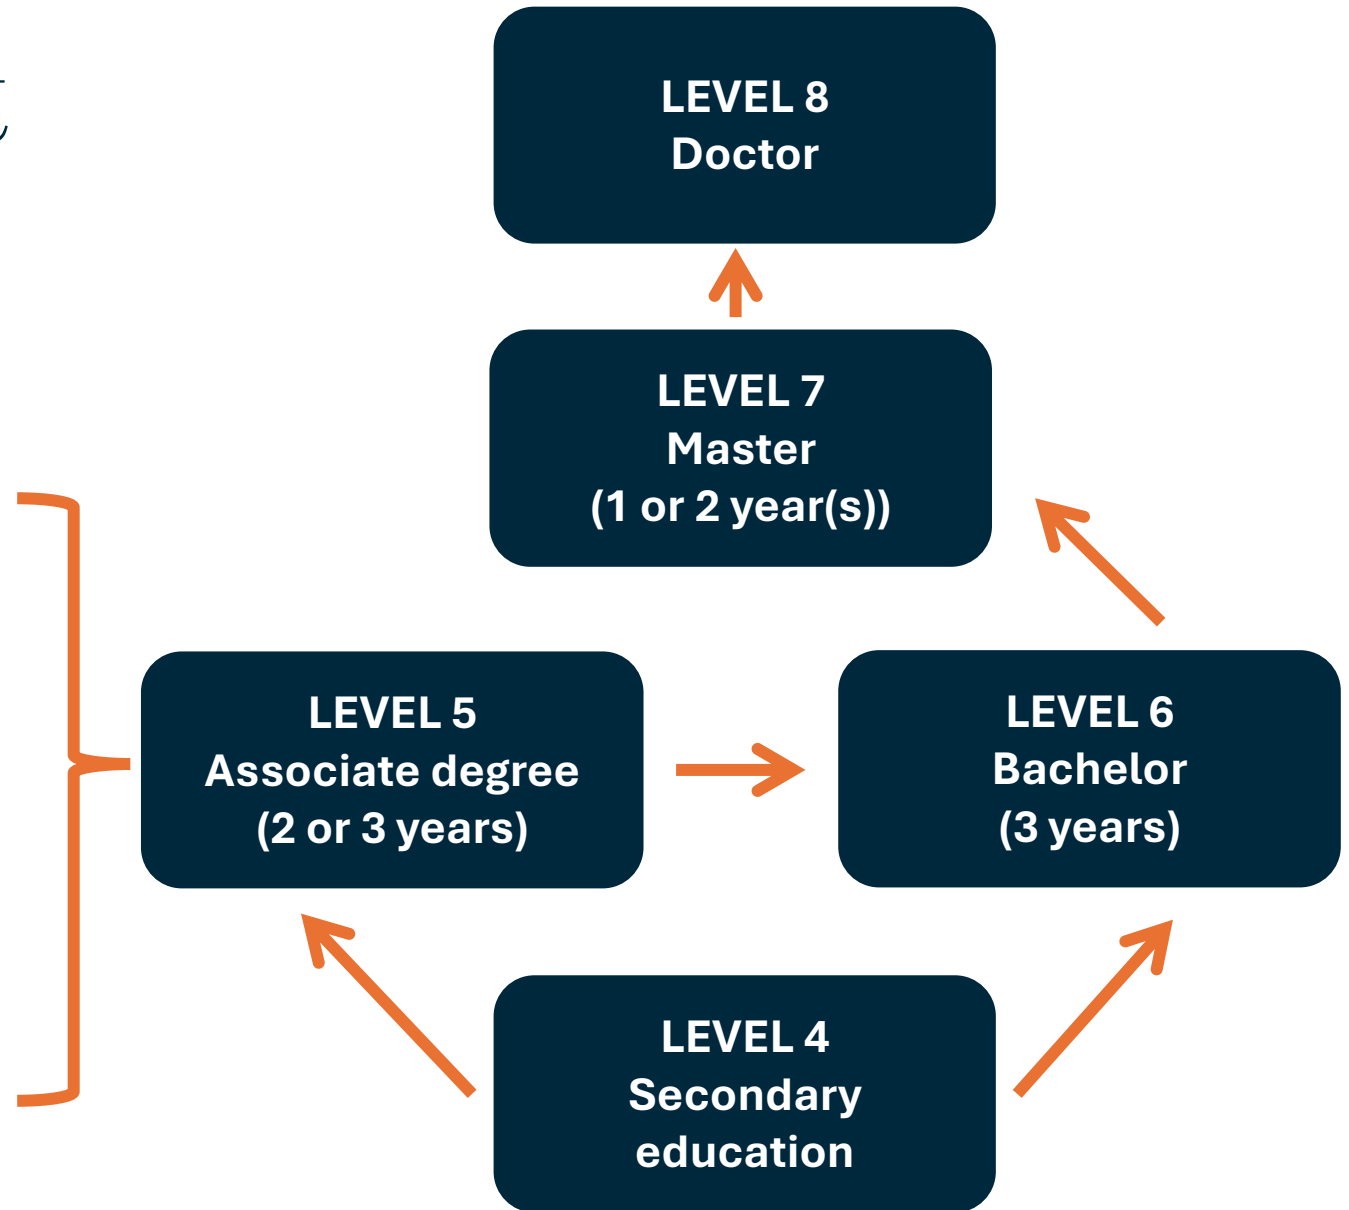 LEVEL 8
Doctor
LEVEL 7
Master
(1 or 2 year(s))
LEVEL 5
Associate degree
(2 or 3 years)
LEVEL 6
Bachelor
(3 years)
LEVEL 4
Secondary
education